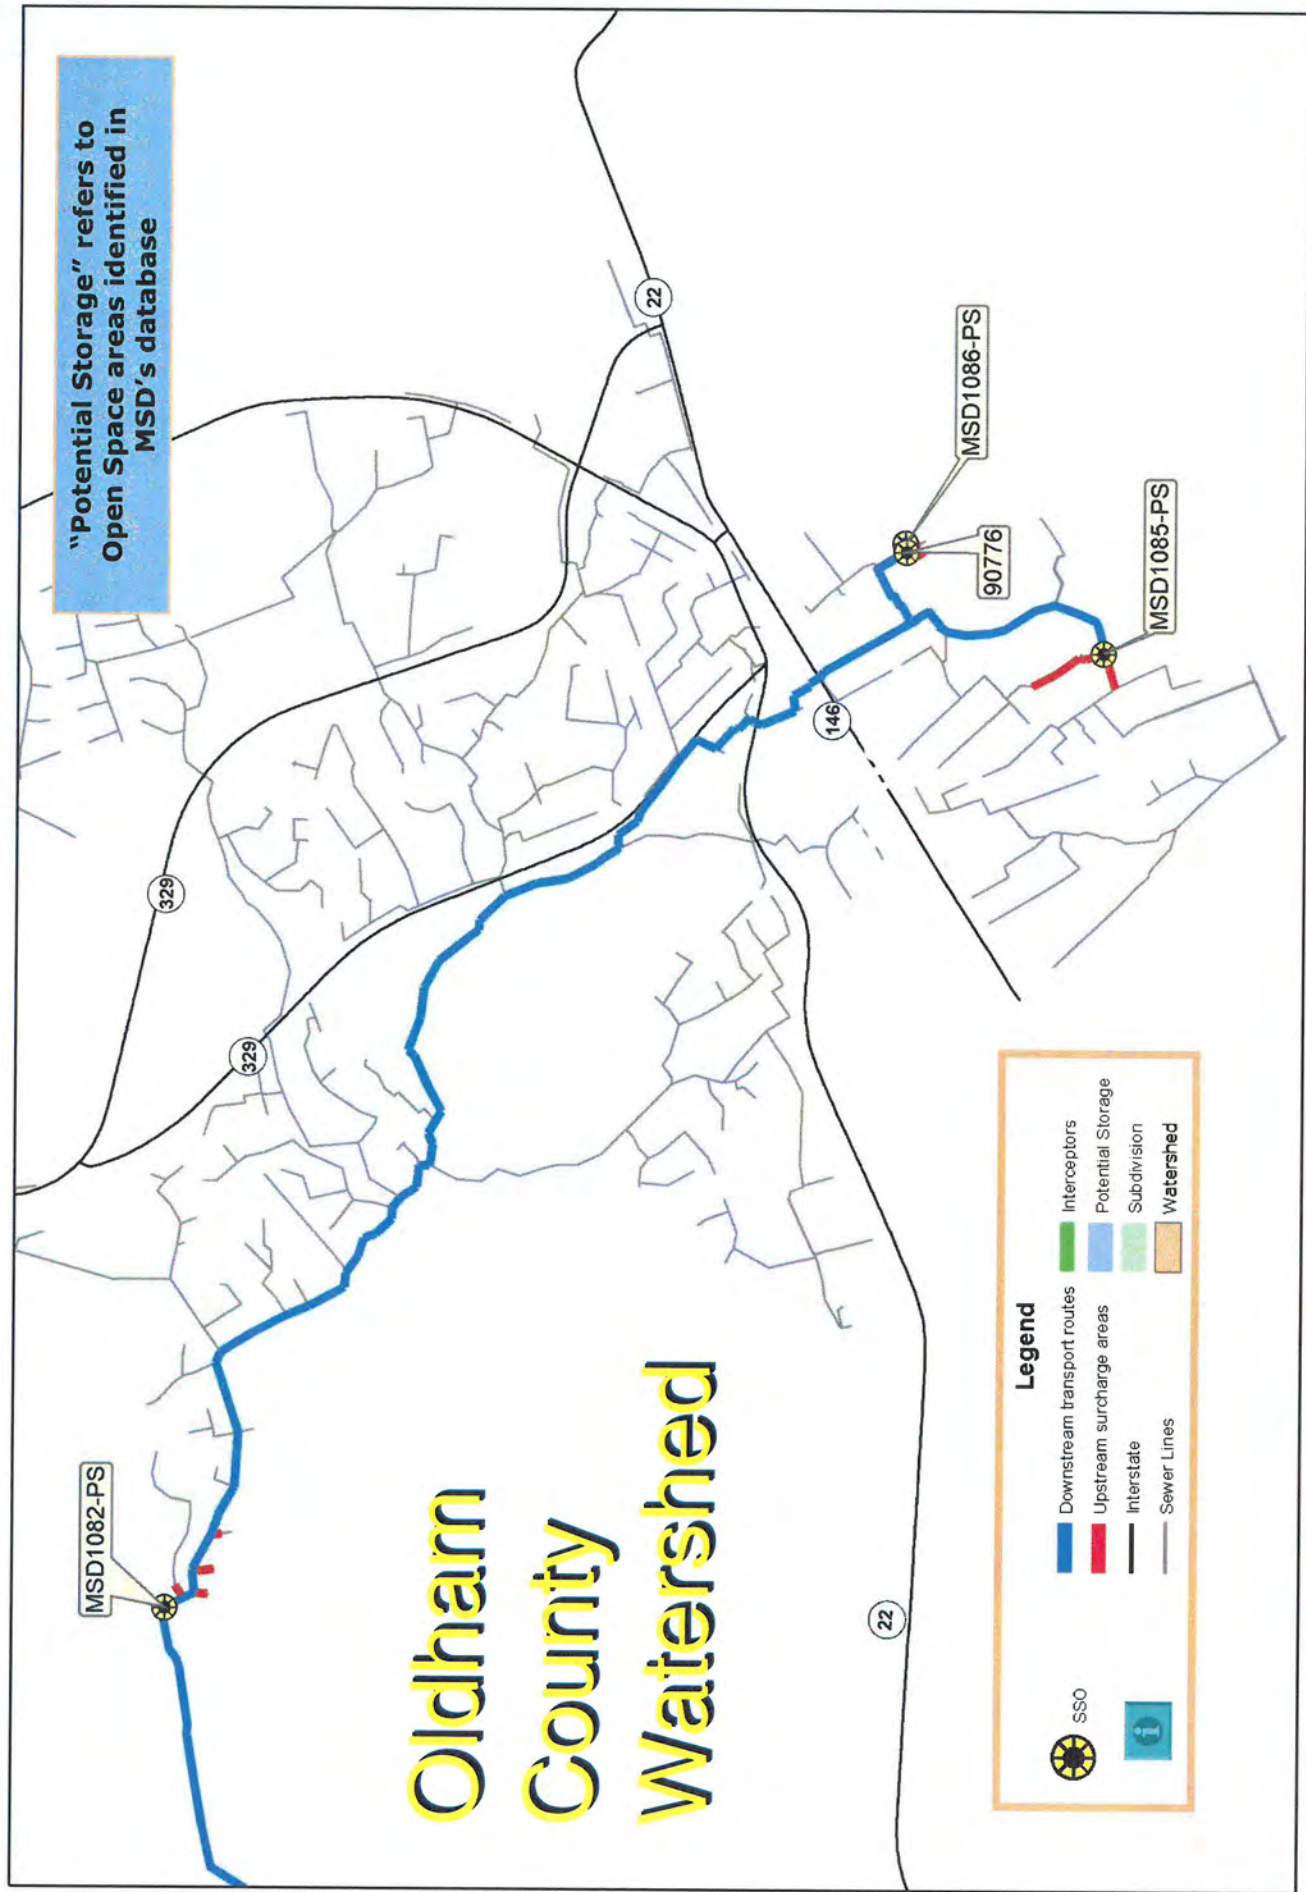 "Potential Storage" refers to
Open Space areas identified in
MSD's database
MSD1082-PS
329
329
22
146
MSD1086-PS
90776
MSD1085-PS
22
Oldham
County
Watershed
Legend
SSO
i
Downstream transport routes
Upstream surcharge areas
Interstate
Sewer Lines
Interceptors
Potential Storage
Subdivision
Watershed